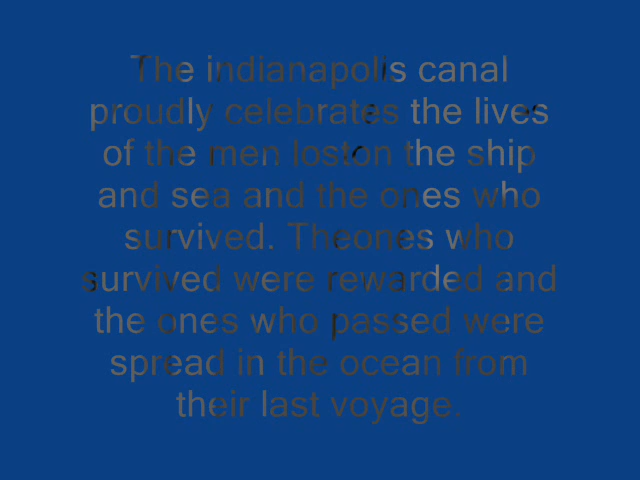 The indianapolis canal
proudly celebrates the lives
of the men loston the ship
and sea and the ones who
survived. Theones who
survived were rewarded and
the ones who passed were
spread in the ocean from
their last voyage.